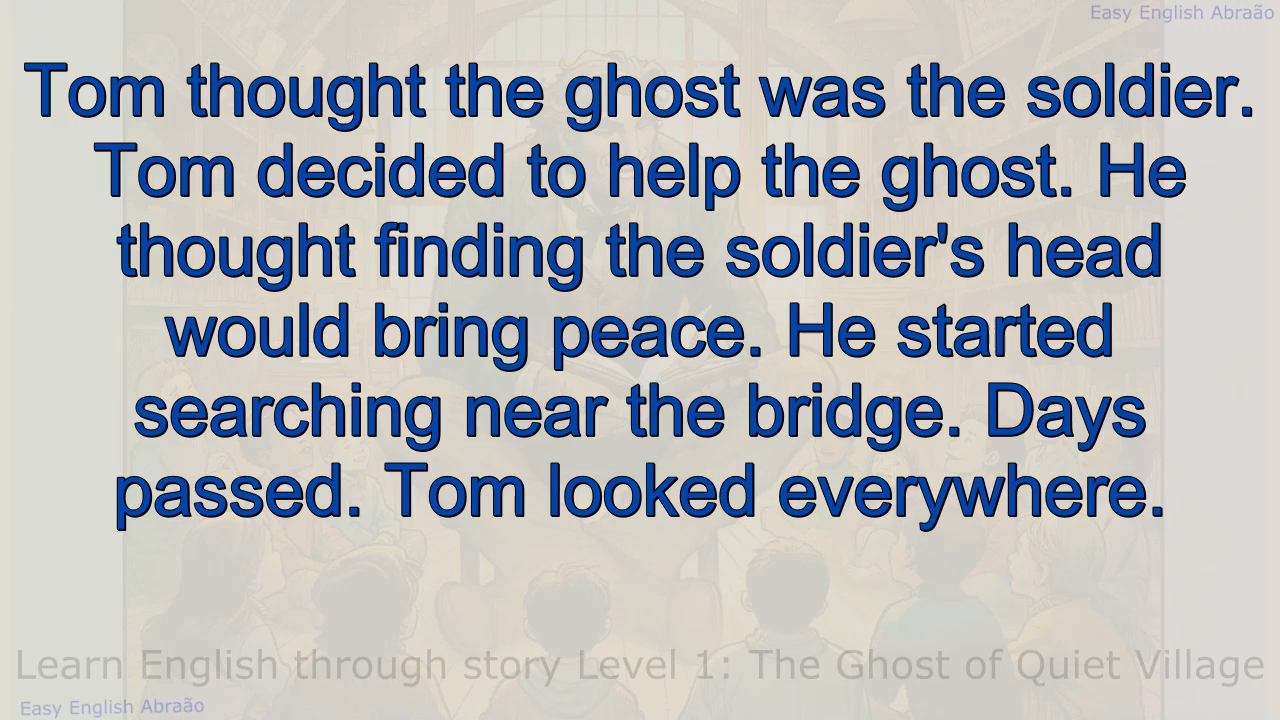 Easy English Abraão
Tom thought the ghost was the soldier.
Tom decided to help the ghost. He
thought finding the soldier's head
would bring peace. He started
searching near the bridge. Days
passed. Tom looked everywhere.
Learn English through story Level 1: The Ghost of Quiet Village
Easy English Abraão